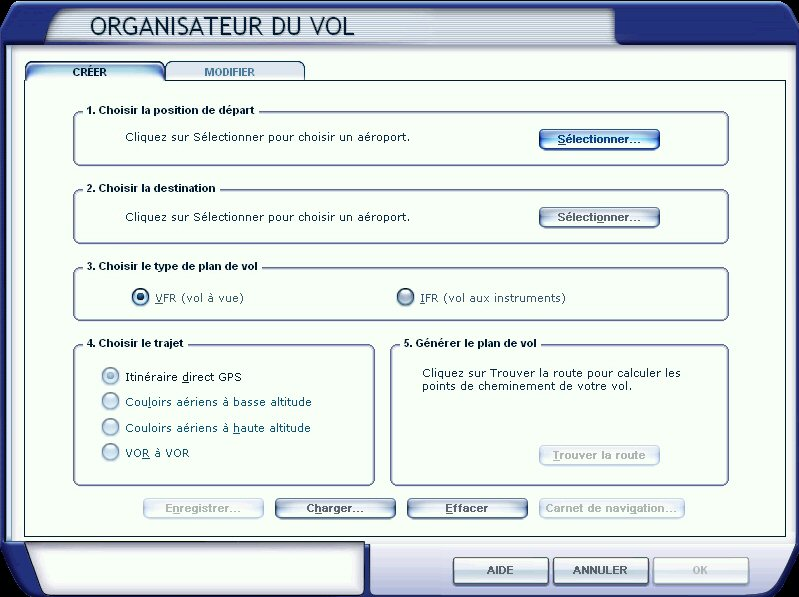 ORGANISATEUR DU VOL
CRÉER MODIFIER
1. Choisir la position de départ
Cliquez sur Sélectionner pour choisir un aéroport. Sélectionner...
2. Choisir la destination
Cliquez sur Sélectionner pour choisir un aéroport. Sélectionner...
3. Choisir le type de plan de vol
VFR (vol à vue) IFR (vol aux instruments)
4. Choisir le trajet
Itinéraire direct GPS
Couloirs aériens à basse altitude
Couloirs aériens à haute altitude
VOR à VOR
5. Générer le plan de vol
Cliquez sur Trouver la route pour calculer les
points de cheminement de votre vol.
Trouver la route
Enregistrer... Charger... Effacer Carnet de navigation...
AIDE ANNULER OK